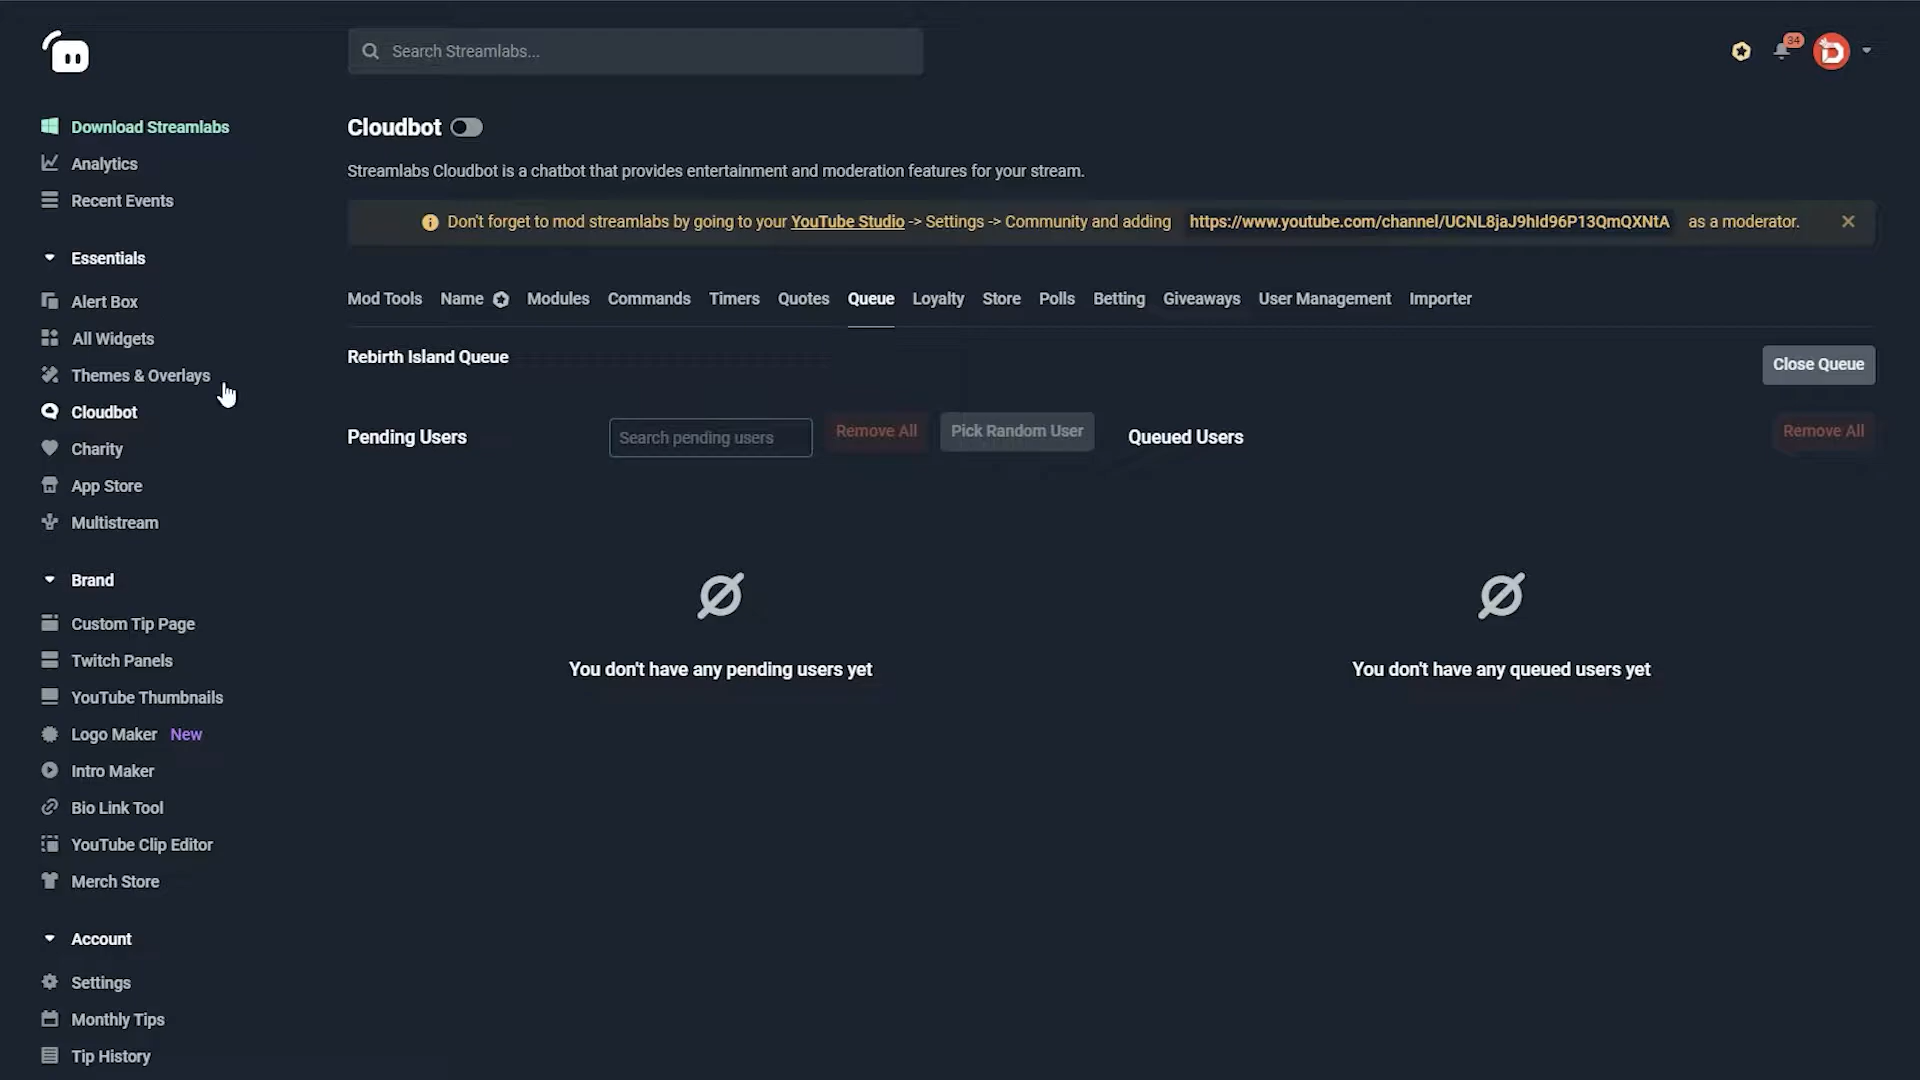 Search Streamlabs...
34
Download Streamlabs
Analytics
Recent Events
Essentials
Alert Box
All Widgets
Themes & Overlays
Cloudbot
Charity
App Store
Multistream
Brand
Custom Tip Page
Twitch Panels
YouTube Thumbnails
Logo Maker New
Intro Maker
Bio Link Tool
YouTube Clip Editor
Merch Store
Account
Settings
Monthly Tips
Tip History
Cloudbot
Streamlabs Cloudbot is a chatbot that provides entertainment and moderation features for your stream.
Don't forget to mod streamlabs by going to your YouTube Studio -> Settings -> Community and adding https://www.youtube.com/channel/UCNL8jaJ9hId96P13QmQXNtA as a moderator.
Mod Tools Name Modules Commands Timers Quotes Queue Loyalty Store Polls Betting Giveaways User Management Importer
Rebirth Island Queue
Close Queue
Pending Users
Search pending users
Remove All
Pick Random User
Queued Users
Remove All
You don't have any pending users yet
You don't have any queued users yet